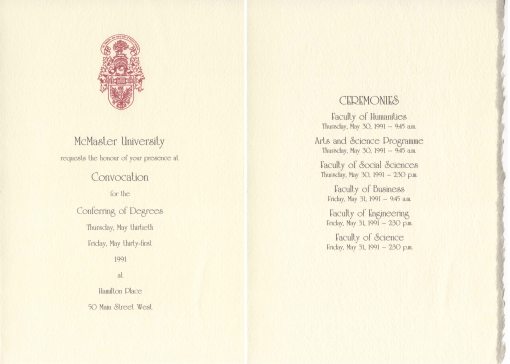 McMaster University
requests the honour of your presence at
Convocation
for the
Conferring of Degrees
Thursday, May thirtieth
Friday, May thirty-first
1991
at
Hamilton Place
50 Main Street West
CEREMONIES
Faculty of Humanities
Thursday, May 30, 1991 – 9:45 a.m.
Arts and Science Programme
Thursday, May 30, 1991 – 9:45 a.m.
Faculty of Social Sciences
Thursday, May 30, 1991 – 2:30 p.m.
Faculty of Business
Friday, May 31, 1991 – 9:45 a.m.
Faculty of Engineering
Friday, May 31, 1991 – 2:30 p.m.
Faculty of Science
Friday, May 31, 1991 – 2:30 p.m.